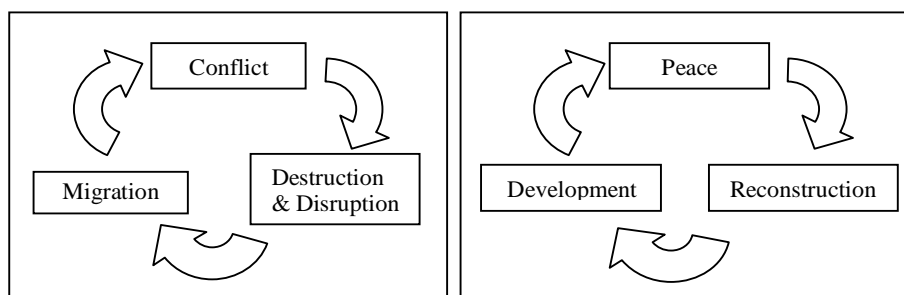 Conflict
Migration
Destruction
& Disruption
Peace
Development
Reconstruction